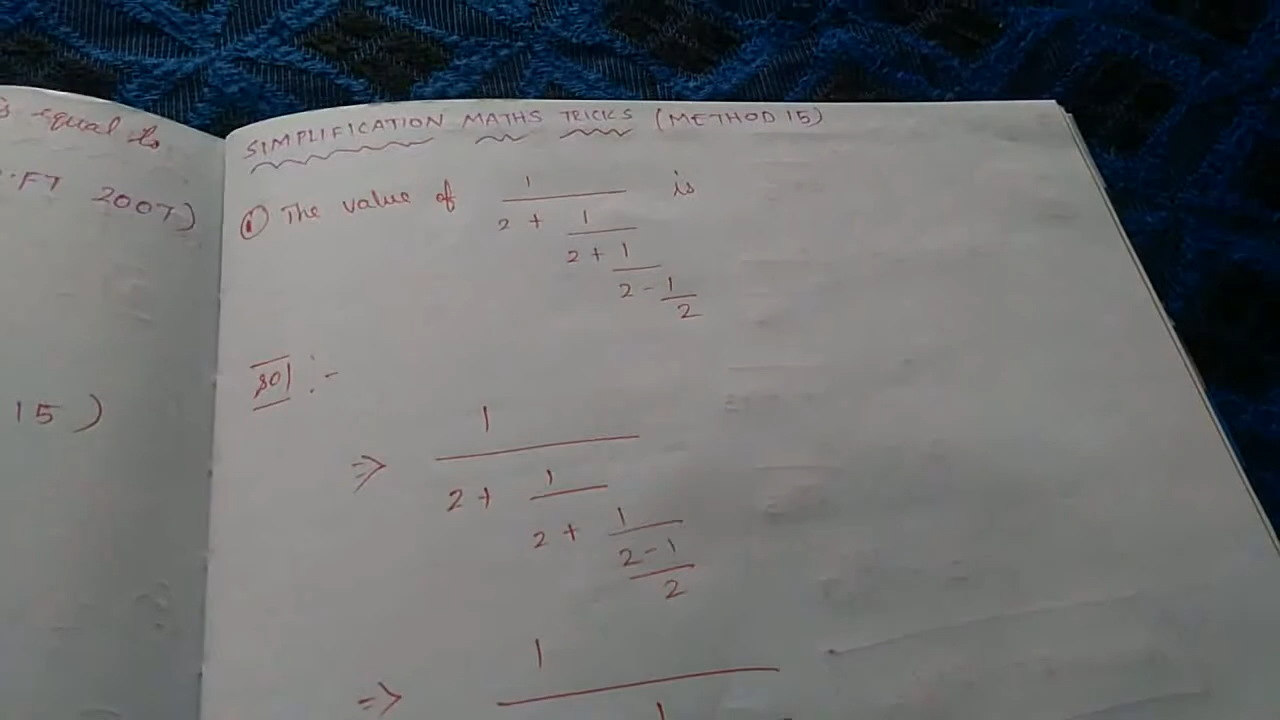 equal to
FT 2007)
15)
SIMPLIFICATION MATHS TRICKS (METHOD 15)
① The value of 1 is
2 + 1
2 + 1
2 - 1
2
Sol :-
⇒ 1
2 + 1
2 + 1
2 - 1
2
⇒ 1
1